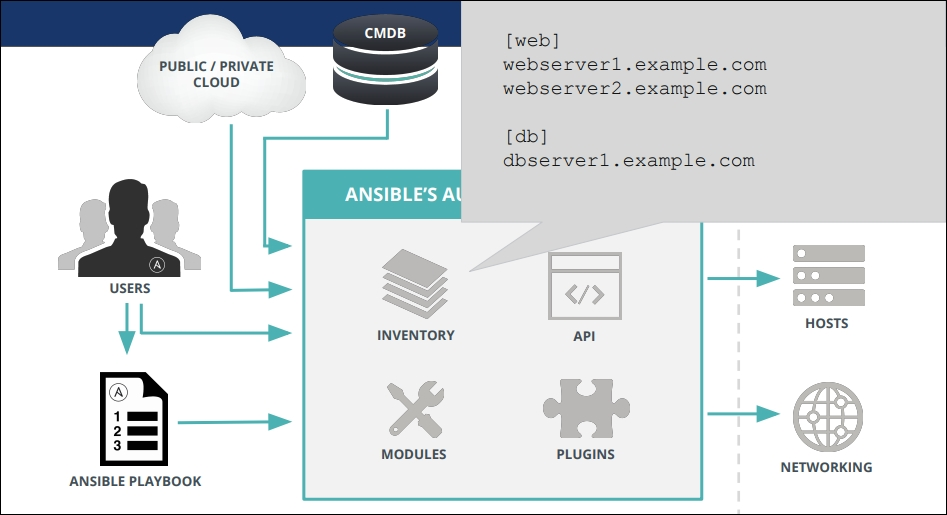 PUBLIC / PRIVATE
CLOUD
CMDB
[web]
webserver1.example.com
webserver2.example.com
[db]
dbserver1.example.com
ANSIBLE'S AU
USERS
A
INVENTORY
API
</>
HOSTS
A
1
2
3
ANSIBLE PLAYBOOK
MODULES
PLUGINS
NETWORKING